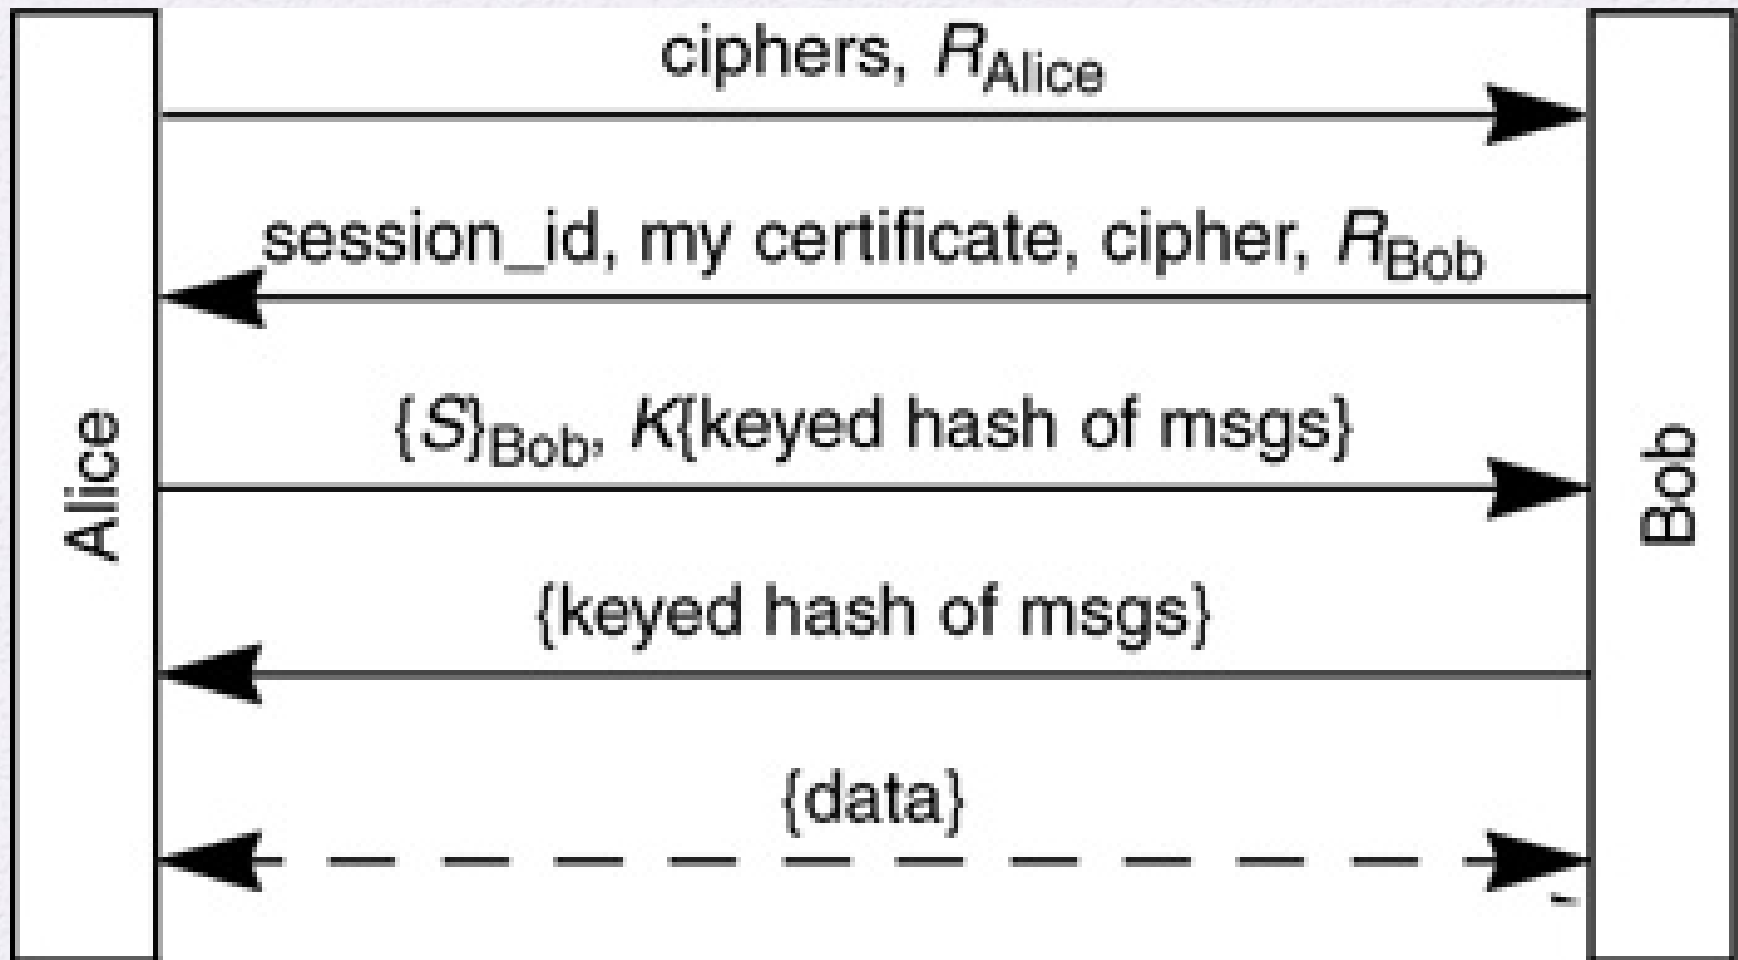 ciphers, R_Alice
session_id, my certificate, cipher, R_Bob
{S}_Bob, K{keyed hash of msgs}
{keyed hash of msgs}
{data}
Alice
Bob